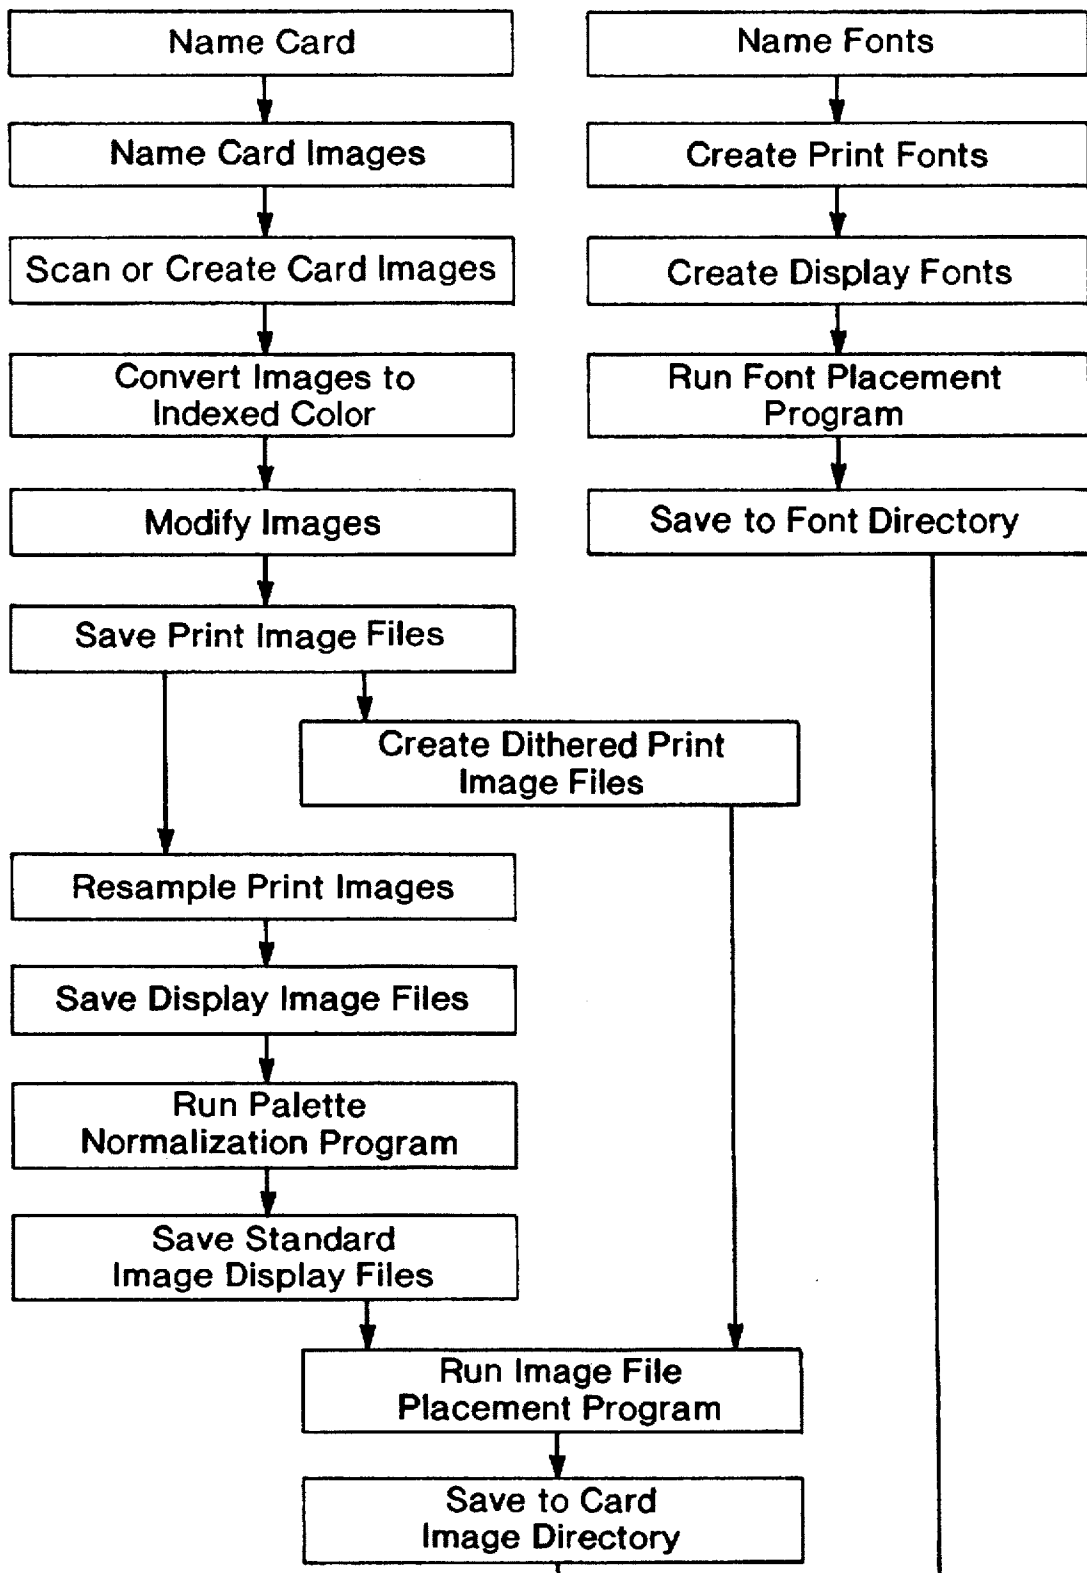 Name Card
Name Card Images
Scan or Create Card Images
Convert Images to
Indexed Color
Modify Images
Save Print Image Files
Name Fonts
Create Print Fonts
Create Display Fonts
Run Font Placement
Program
Save to Font Directory
Create Dithered Print
Image Files
Resample Print Images
Save Display Image Files
Run Palette
Normalization Program
Save Standard
Image Display Files
Run Image File
Placement Program
Save to Card
Image Directory